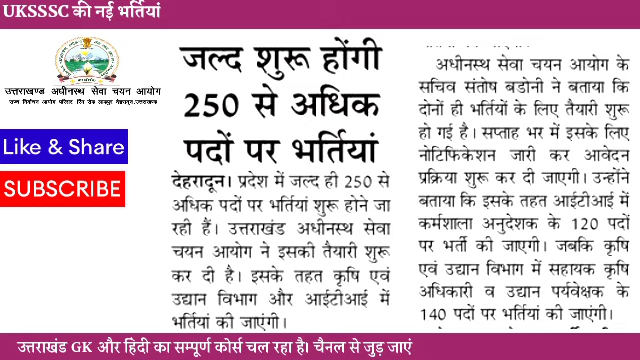 UKSSSC की नई भर्तियां
उत्तराखण्ड अधीनस्थ सेवा चयन आयोग
Like & Share
SUBSCRIBE
जल्द शुरू होंगी
250 से अधिक
पदों पर भर्तियां
देहरादून। प्रदेश में जल्द ही 250 से
अधिक पदों पर भर्तियां शुरू होने जा
रही हैं। उत्तराखंड अधीनस्थ सेवा
चयन आयोग ने इसकी तैयारी शुरू
कर दी है। इसके तहत कृषि एवं
उद्यान विभाग और आईटीआई में
भर्तियां की जाएंगी।
अधीनस्थ सेवा चयन आयोग के
सचिव संतोष बडोनी ने बताया कि
दोनों ही भर्तियों के लिए तैयारी शुरू
हो गई है। सप्ताह भर में इसके लिए
नोटिफिकेशन जारी कर आवेदन
प्रक्रिया शुरू कर दी जाएगी। उन्होंने
बताया कि इसके तहत आईटीआई में
कर्मशाला अनुदेशक के 120 पदों
पर भर्ती की जाएगी। जबकि कृषि
एवं उद्यान विभाग में सहायक कृषि
अधिकारी व उद्यान पर्यवेक्षक के
140 पदों पर भर्तियां की जाएंगी।
उत्तराखंड GK और हिंदी का सम्पूर्ण कोर्स चल रहा है। चैनल से जुड़ जाएं